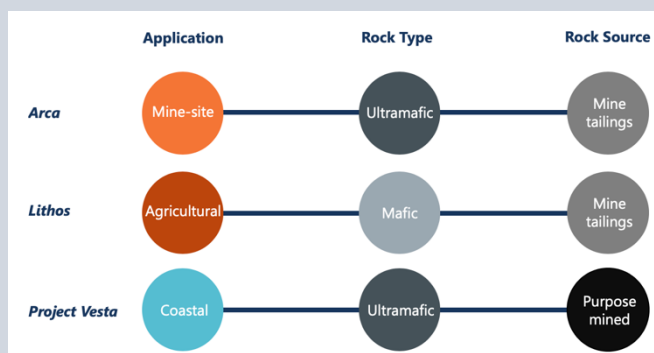 Application Rock Type Rock Source
Arca Mine-site Ultramafic Mine
tailings
Lithos Agricultural Mafic Mine
tailings
Project Vesta Coastal Ultramafic Purpose
mined